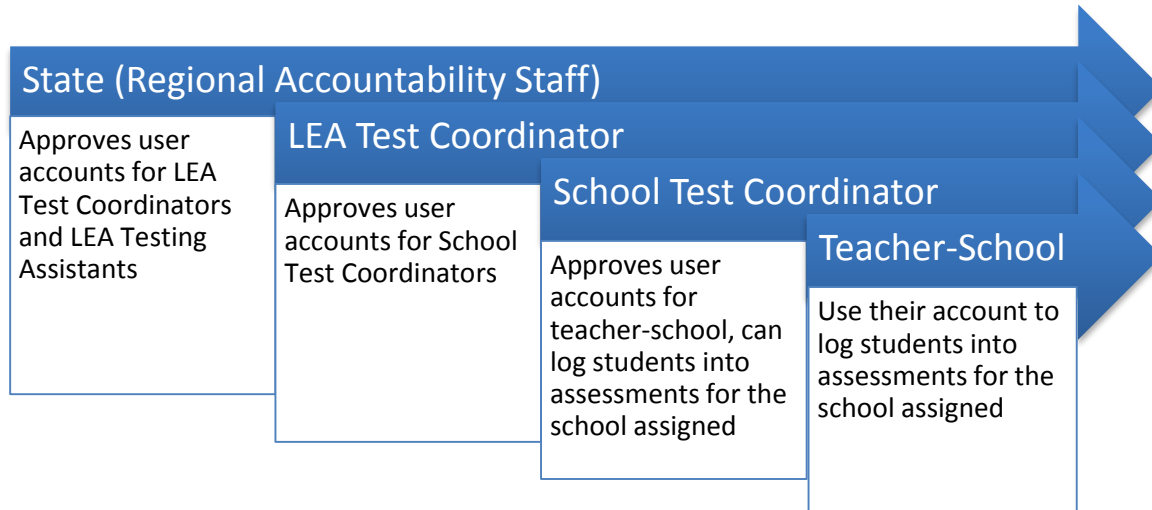 State (Regional Accountability Staff)
Approves user
accounts for LEA
Test Coordinators
and LEA Testing
Assistants
LEA Test Coordinator
Approves user
accounts for School
Test Coordinators
School Test Coordinator
Approves user
accounts for
teacher-school, can
log students into
assessments for the
school assigned
Teacher-School
Use their account to
log students into
assessments for the
school assigned